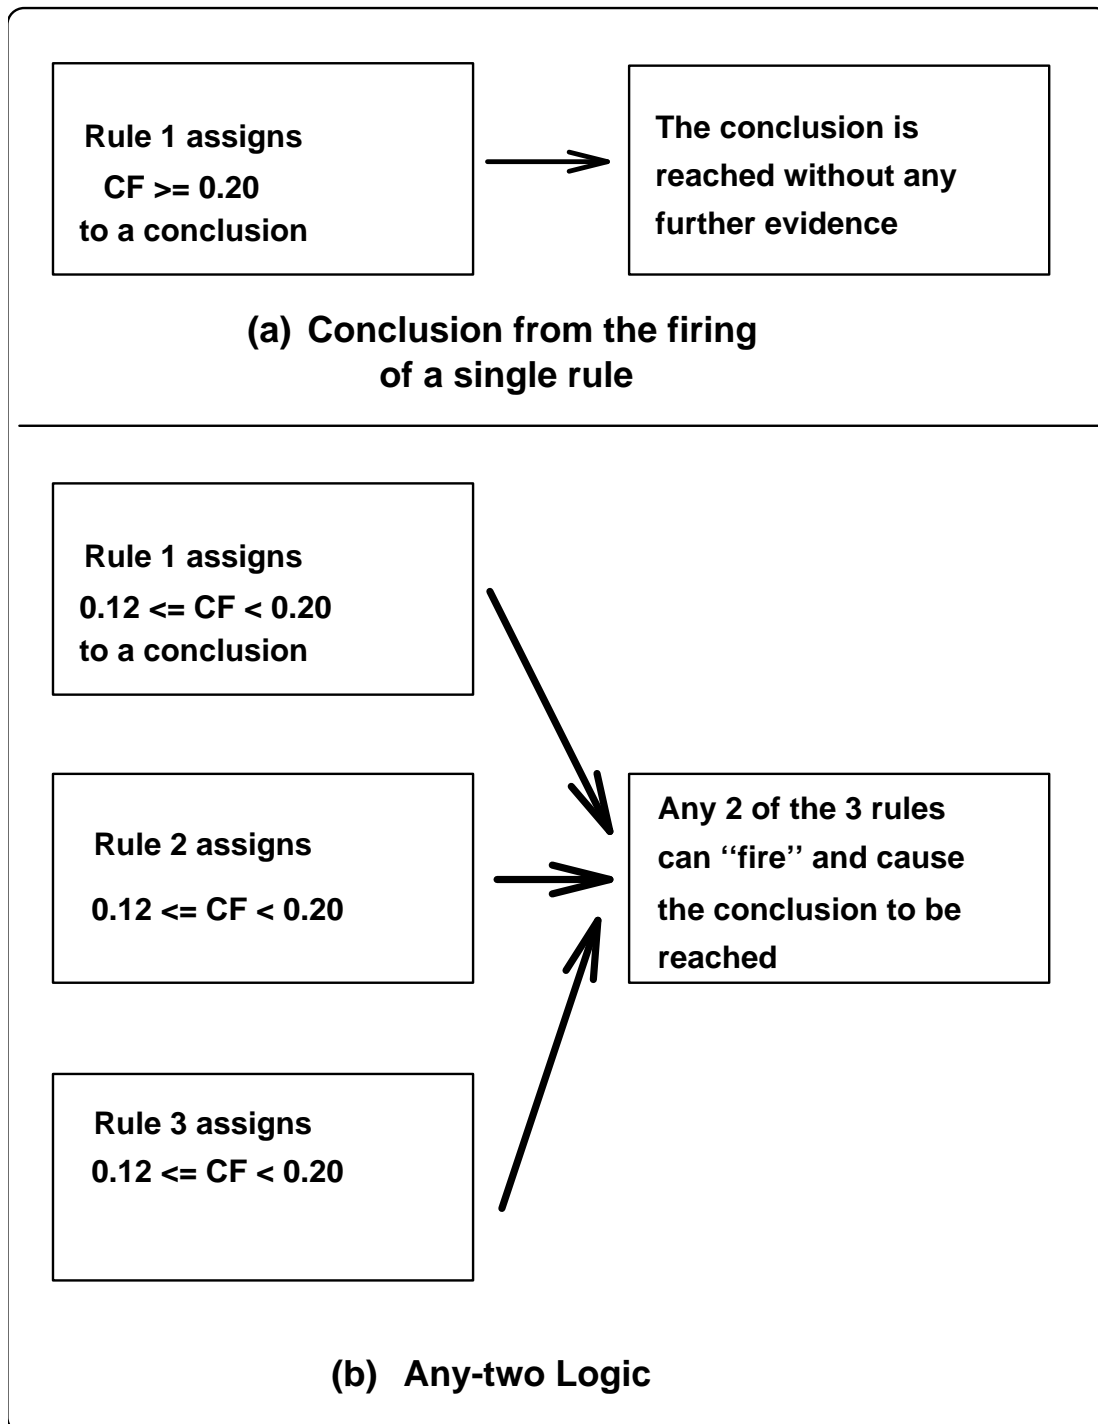 Rule 1 assigns
CF >= 0.20
to a conclusion
The conclusion is
reached without any
further evidence
(a) Conclusion from the firing
of a single rule
Rule 1 assigns
0.12 <= CF < 0.20
to a conclusion
Rule 2 assigns
0.12 <= CF < 0.20
Any 2 of the 3 rules
can ‘‘fire’’ and cause
the conclusion to be
reached
Rule 3 assigns
0.12 <= CF < 0.20
(b) Any-two Logic